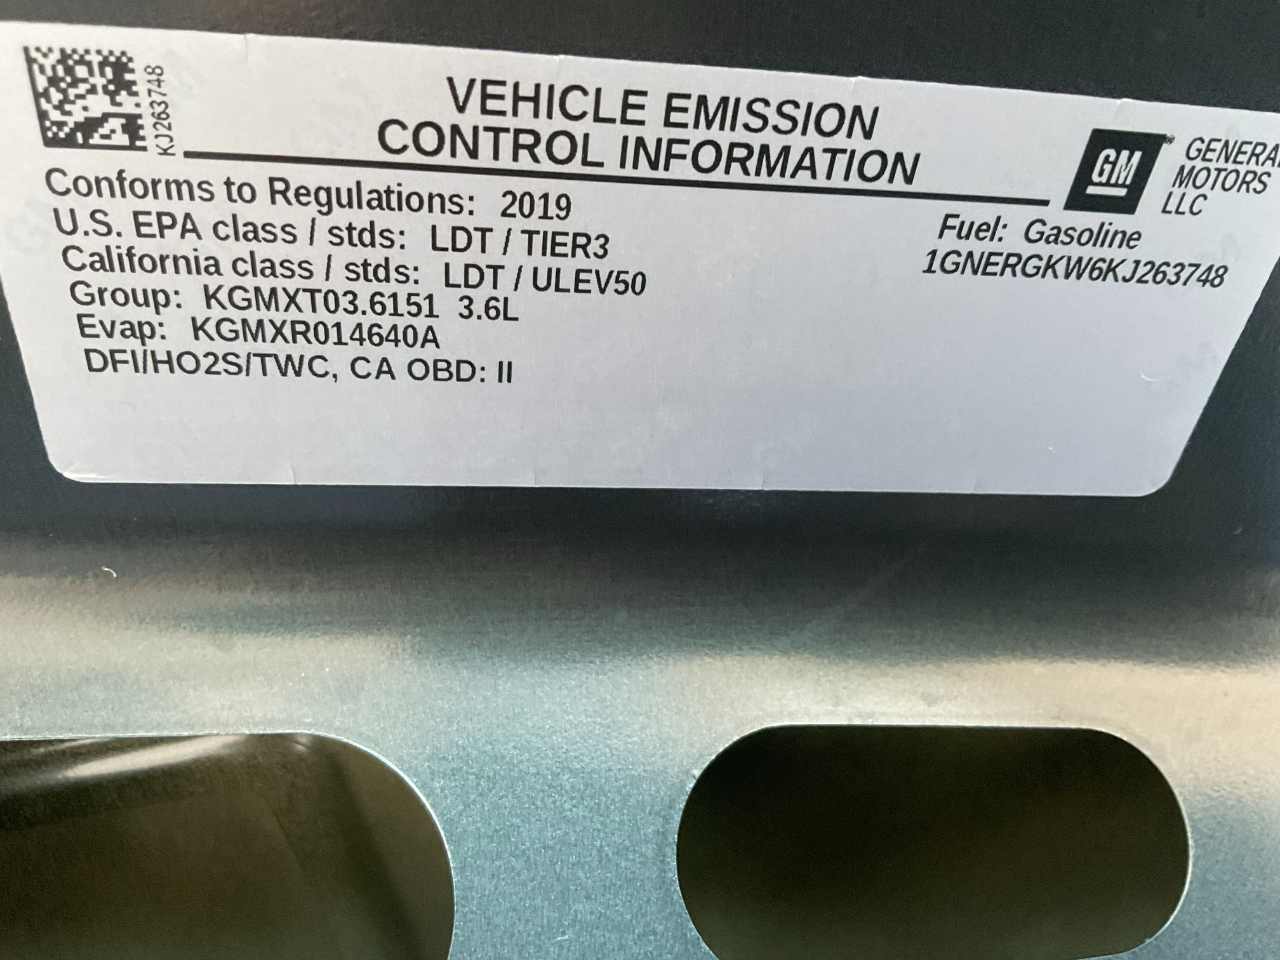 KJ263748
VEHICLE EMISSION
CONTROL INFORMATION
GM
®
GENERAL
MOTORS
LLC
Conforms to Regulations: 2019
U.S. EPA class / stds: LDT / TIER3
California class / stds: LDT / ULEV50
Group: KGMXT03.6151 3.6L
Evap: KGMXR014640A
DFI/HO2S/TWC, CA OBD: II
Fuel: Gasoline
1GNERGKW6KJ263748